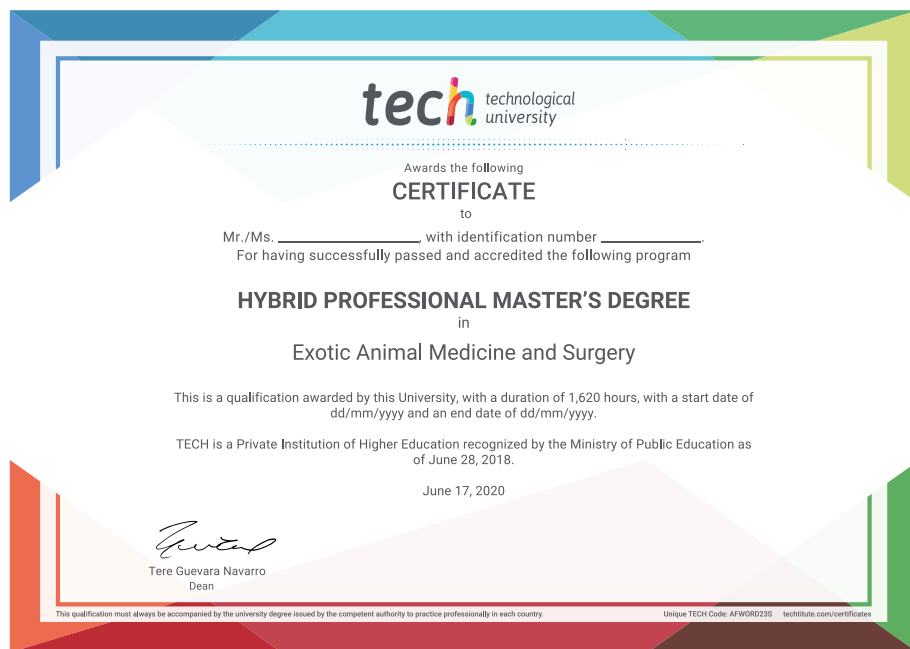 tech technological
university
Awards the following
CERTIFICATE
to
Mr./Ms. ____________, with identification number ____________.
For having successfully passed and accredited the following program
HYBRID PROFESSIONAL MASTER’S DEGREE
in
Exotic Animal Medicine and Surgery
This is a qualification awarded by this University, with a duration of 1,620 hours, with a start date of
dd/mm/yyyy and an end date of dd/mm/yyyy.
TECH is a Private Institution of Higher Education recognized by the Ministry of Public Education as
of June 28, 2018.
June 17, 2020
Tere Guevara Navarro
Dean
This qualification must always be accompanied by the university degree issued by the competent authority to practice professionally in each country. Unique TECH Code: AFWORD23S techtitute.com/certificates